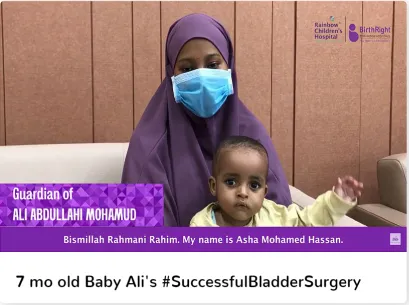 Rainbow
Children's
Hospital
BirthRight
Guardian of
ALI ABDULLAHI MOHAMUD
Bismillah Rahmani Rahim. My name is Asha Mohamed Hassan.
7 mo old Baby Ali's #SuccessfulBladderSurgery